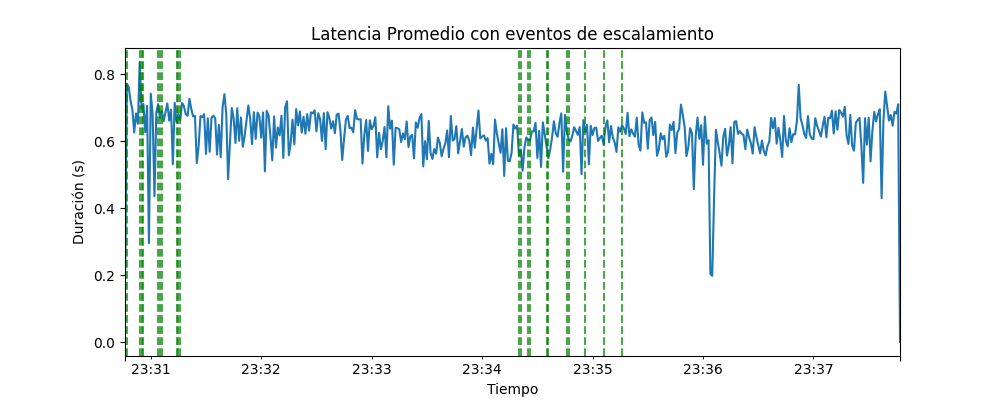 Latencia Promedio con eventos de escalamiento
Duración (s)
0.8
0.6
0.4
0.2
0.0
23:31 23:32 23:33 23:34 23:35 23:36 23:37
Tiempo